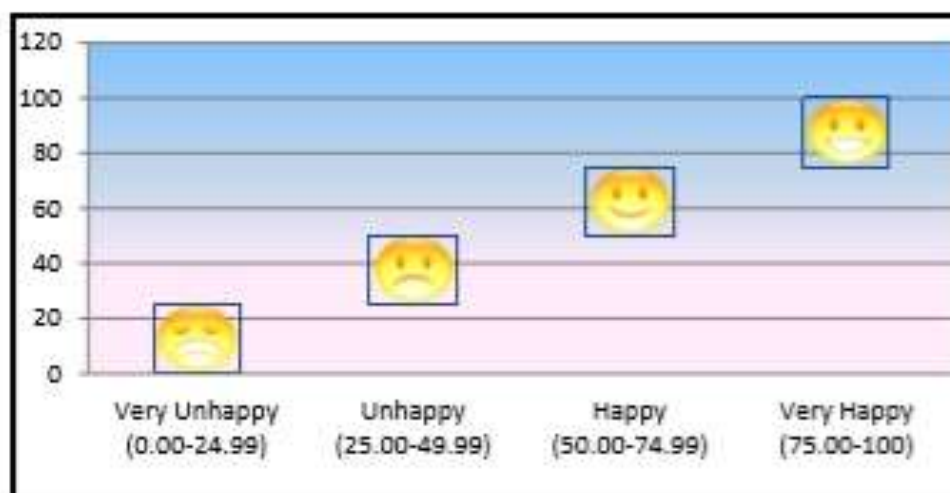 120
100
80
60
40
20
0
Very Unhappy
(0.00-24.99)
Unhappy
(25.00-49.99)
Happy
(50.00-74.99)
Very Happy
(75.00-100)